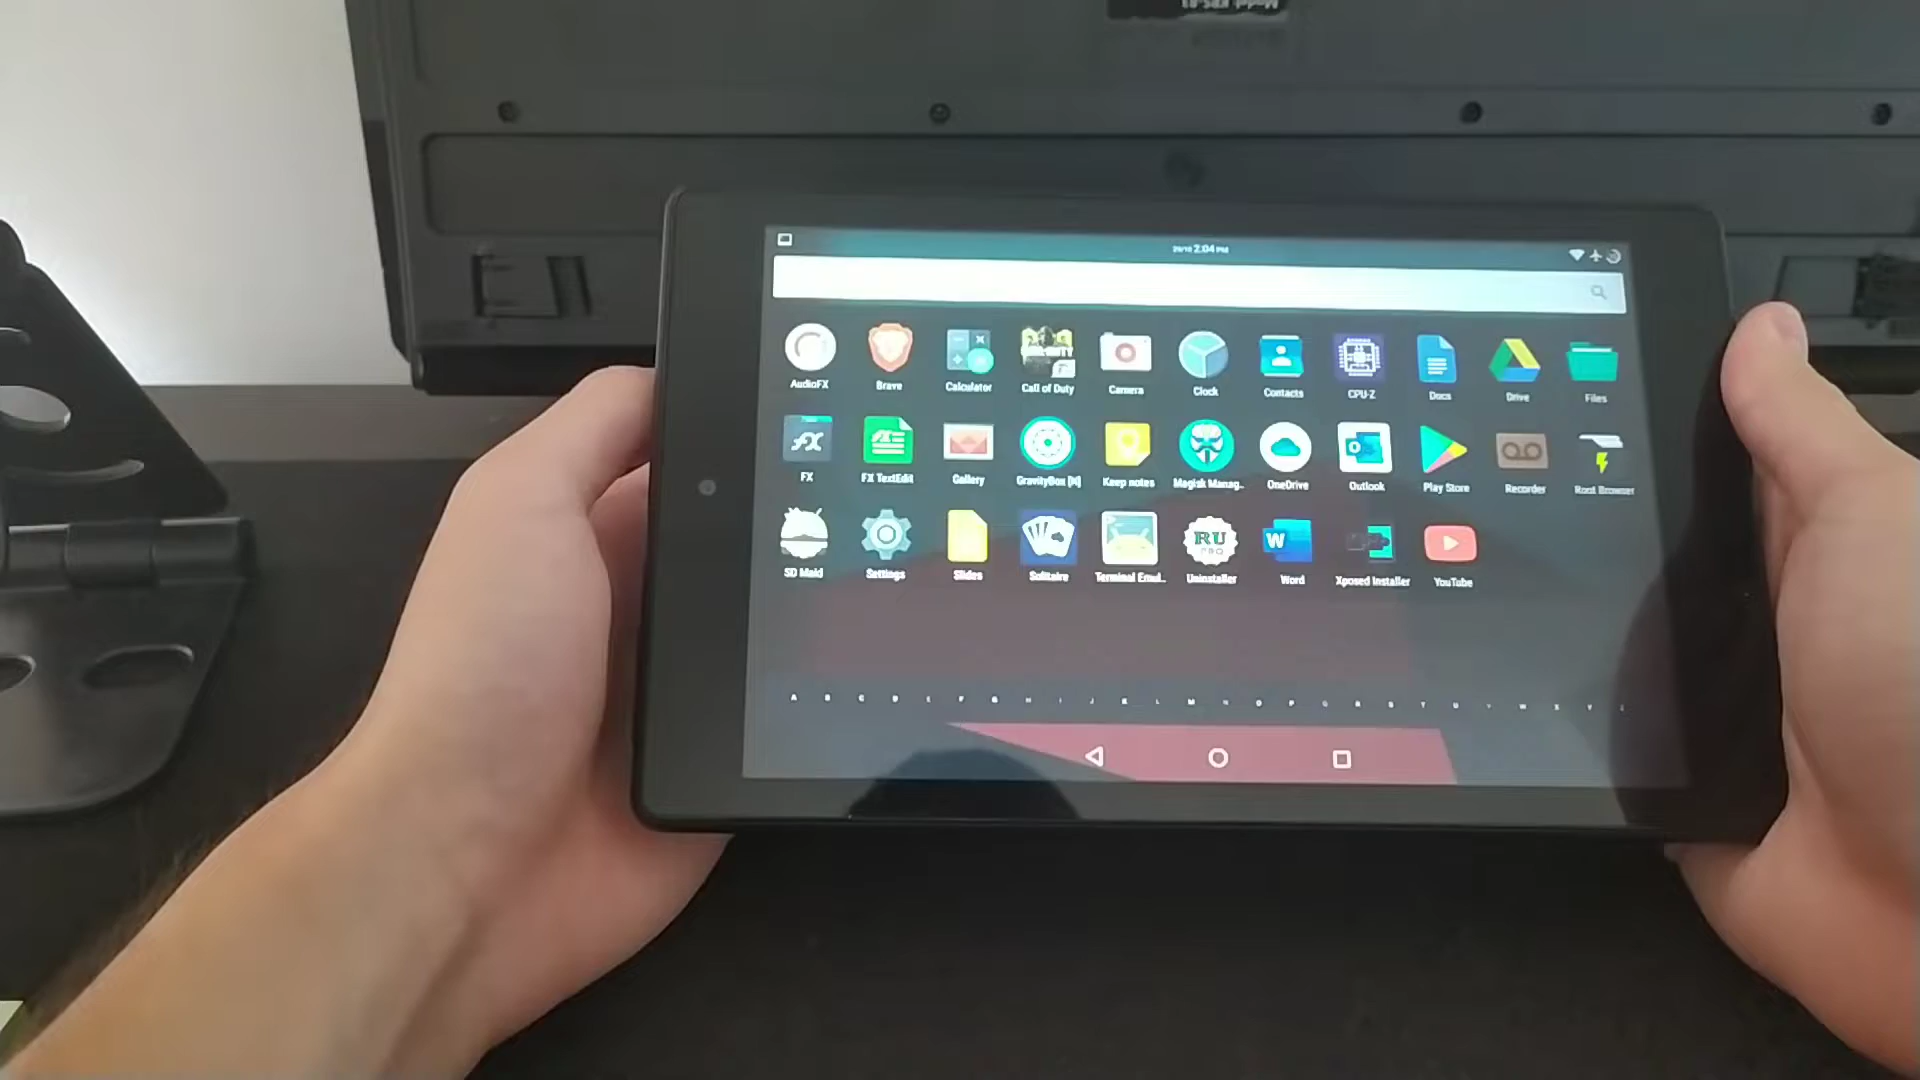 2:04 PM
AudioFX Brave Calculator Call of Duty Camera Clock Contacts CPU-Z Docs Drive Files
FX FX TextEdit Gallery GravityBox [M] Keep notes Magisk Manag.. OneDrive Outlook Play Store Recorder Root Browser
SD Maid Settings Slides Solitaire Terminal Emul.. Uninstaller Word Xposed Installer YouTube
A B C D E F G H I J K L M N O P Q R S T U V W X Y Z